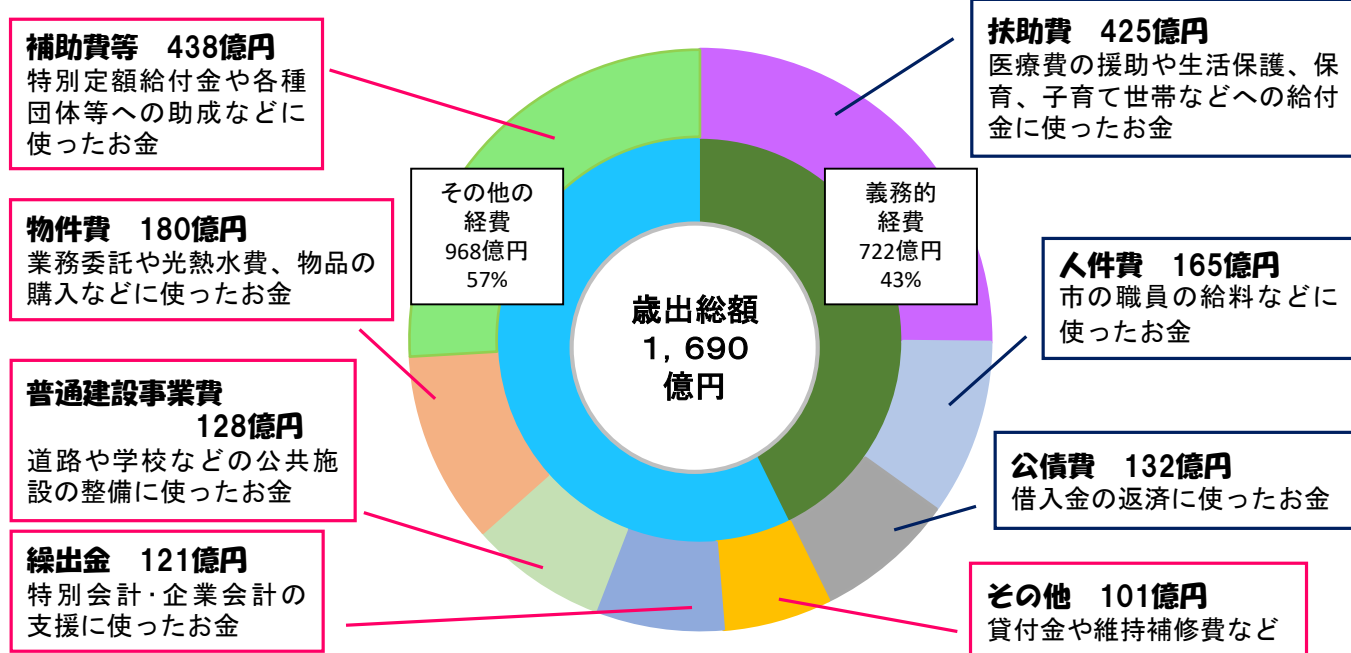 補助費等　438億円
特別定額給付金や各種
団体等への助成などに
使ったお金
物件費　180億円
業務委託や光熱水費、物品の
購入などに使ったお金
普通建設事業費
128億円
道路や学校などの公共施
設の整備に使ったお金
繰出金　121億円
特別会計・企業会計の
支援に使ったお金
その他の
経費
968億円
57%
歳出総額
1,690
億円
義務的
経費
722億円
43%
扶助費　425億円
医療費の援助や生活保護、保
育、子育て世帯などへの給付
金に使ったお金
人件費　165億円
市の職員の給料などに
使ったお金
公債費　132億円
借入金の返済に使ったお金
その他　101億円
貸付金や維持補修費など